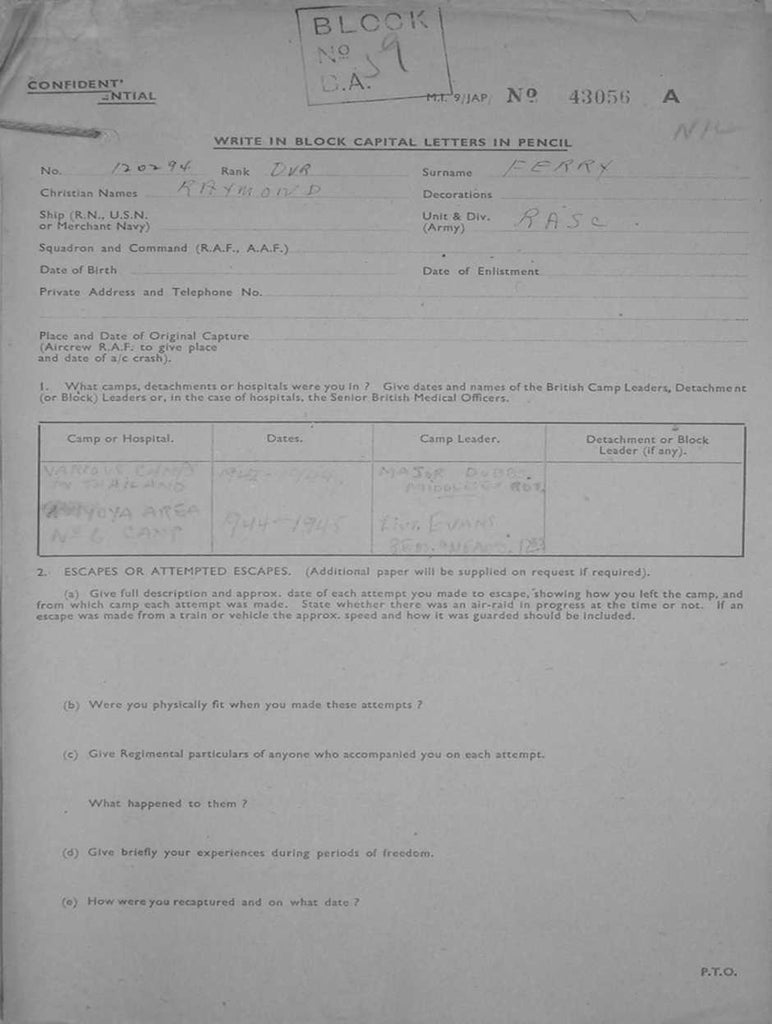 BLOCK
No 39
B.A.
CONFIDENT'
ENTIAL
M.I. 9/JAP/ No 43056 A
NIL
WRITE IN BLOCK CAPITAL LETTERS IN PENCIL
No. 120294 Rank DVR Surname FERRY
Christian Names RAYMOND Decorations
Ship (R.N., U.S.N. or Merchant Navy) Unit & Div. (Army) RASC.
Squadron and Command (R.A.F., A.A.F.)
Date of Birth Date of Enlistment
Private Address and Telephone No.
Place and Date of Original Capture
(Aircrew R.A.F. to give place
and date of a/c crash).
1. What camps, detachments or hospitals were you in ? Give dates and names of the British Camp Leaders, Detachment
(or Block) Leaders or, in the case of hospitals, the Senior British Medical Officers.
Camp or Hospital. Dates. Camp Leader. Detachment or Block
Leader (if any).
VARIOUS CAMPS 1942-1944 MAJOR
IN THAILAND MIDDLESEX RGT.
AREA 1944-1945 EVANS
No 6 CAMP
2. ESCAPES OR ATTEMPTED ESCAPES. (Additional paper will be supplied on request if required).
(a) Give full description and approx. date of each attempt you made to escape, showing how you left the camp, and
from which camp each attempt was made. State whether there was an air-raid in progress at the time or not. If an
escape was made from a train or vehicle the approx. speed and how it was guarded should be included.
(b) Were you physically fit when you made these attempts ?
(c) Give Regimental particulars of anyone who accompanied you on each attempt.
What happened to them ?
(d) Give briefly your experiences during periods of freedom.
(e) How were you recaptured and on what date ?
P.T.O.